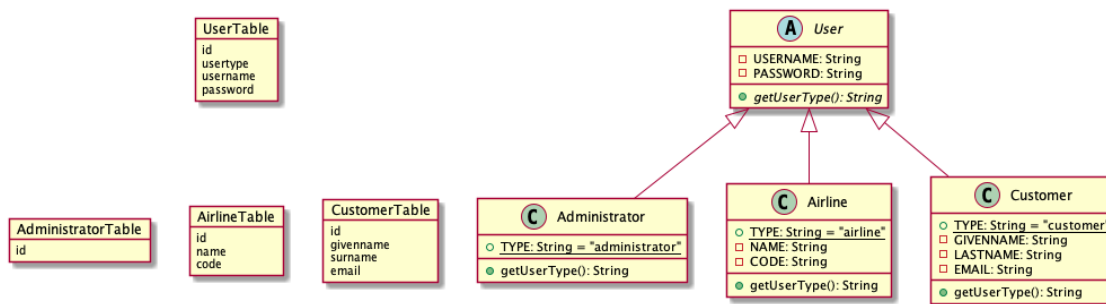 UserTable
id
usertype
username
password
A User
USERNAME: String
PASSWORD: String
getUserType(): String
AdministratorTable
id
AirlineTable
id
name
code
CustomerTable
id
givenname
surname
email
C Administrator
TYPE: String = "administrator"
getUserType(): String
C Airline
TYPE: String = "airline"
NAME: String
CODE: String
getUserType(): String
C Customer
TYPE: String = "customer"
GIVENNAME: String
LASTNAME: String
EMAIL: String
getUserType(): String